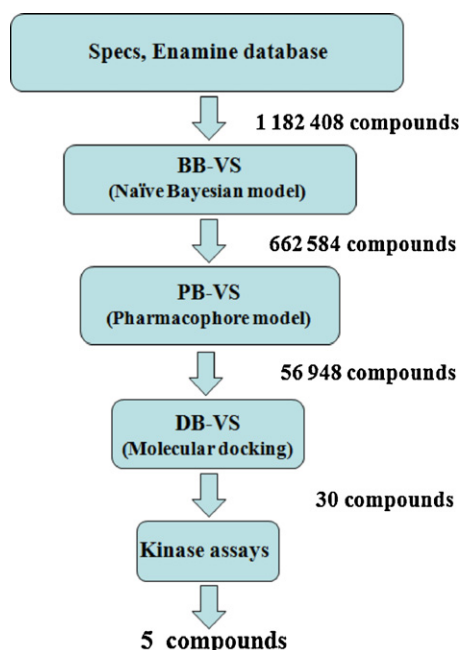 Specs, Enamine database
1 182 408 compounds
BB-VS
(Naïve Bayesian model)
662 584 compounds
PB-VS
(Pharmacophore model)
56 948 compounds
DB-VS
(Molecular docking)
30 compounds
Kinase assays
5 compounds